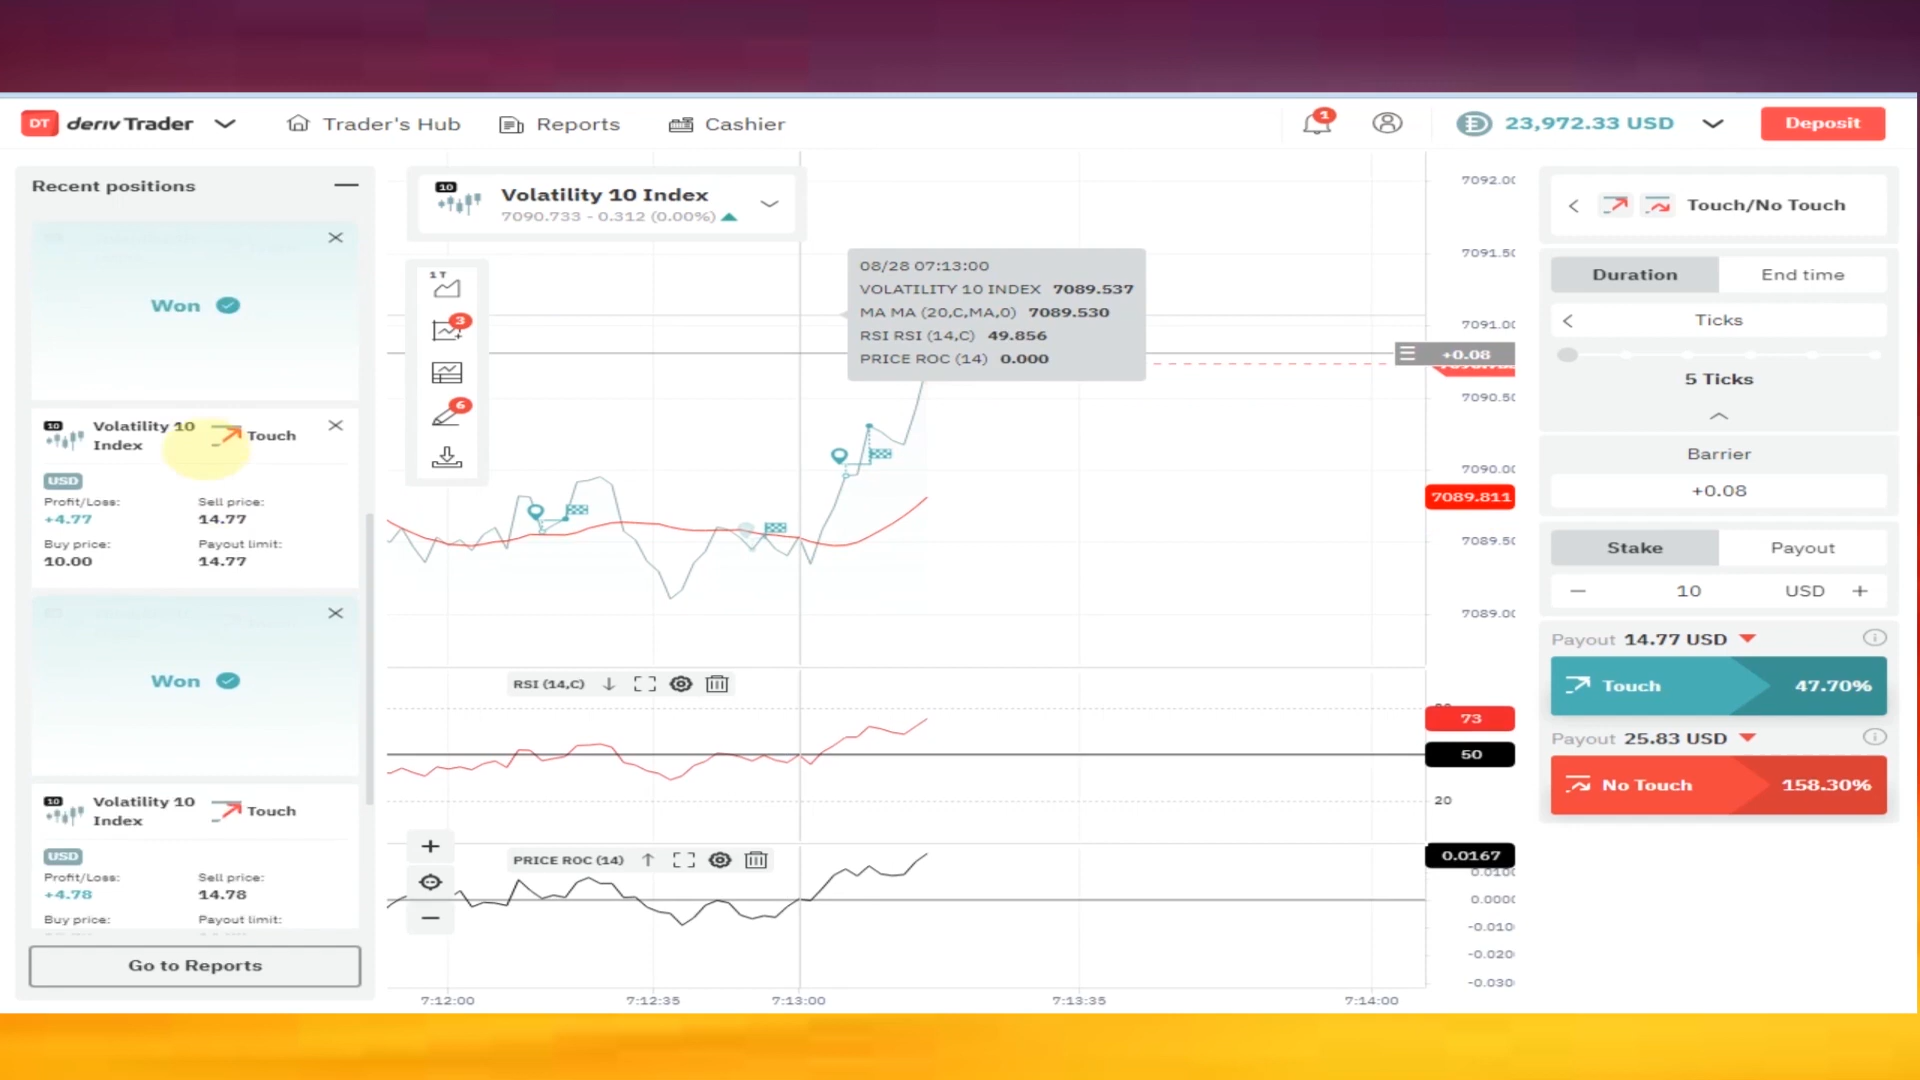 DT deriv Trader
Trader's Hub
Reports
Cashier
1
23,972.33 USD
Deposit
Recent positions
Won
10
Volatility 10
Index
Touch
USD
Profit/Loss:
Sell price:
+4.77
14.77
Buy price:
Payout limit:
10.00
14.77
Won
10
Volatility 10
Index
Touch
USD
Profit/Loss:
Sell price:
+4.78
14.78
Buy price:
Payout limit:
Go to Reports
10
Volatility 10 Index
7090.733 - 0.312 (0.00%)
1 T
3
6
08/28 07:13:00
VOLATILITY 10 INDEX 7089.537
MA MA (20,C,MA,0) 7089.530
RSI RSI (14,C) 49.856
PRICE ROC (14) 0.000
7092.00
7091.50
7091.00
+0.08
7090.50
7090.00
7089.811
7089.50
7089.00
RSI (14,C)
73
50
20
PRICE ROC (14)
0.0167
0.0100
0.0000
-0.010
-0.020
-0.030
7:12:00
7:12:35
7:13:00
7:13:35
7:14:00
Touch/No Touch
Duration
End time
Ticks
5 Ticks
Barrier
+0.08
Stake
Payout
10
USD
Payout 14.77 USD
Touch
47.70%
Payout 25.83 USD
No Touch
158.30%